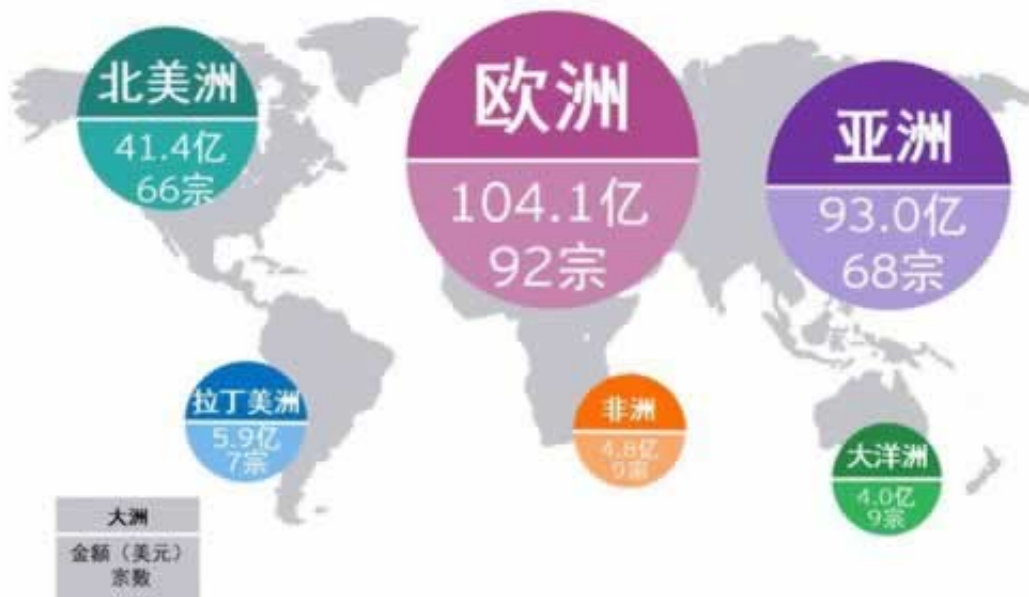 北美洲
41.4亿
66宗
欧洲
104.1亿
92宗
亚洲
93.0亿
68宗
拉丁美洲
5.9亿
7宗
非洲
4.8亿
大洋洲
4.0亿
9宗
大洲
金额（美元）
宗数